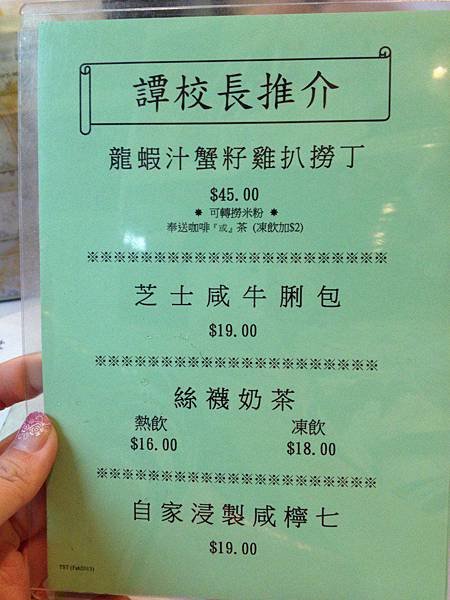 譚校長推介
龍蝦汁蟹籽雞扒撈丁
$45.00
* 可轉撈米粉 *
奉送咖啡『或』茶 (凍飲加$2)
※※※※※※※※※※※※※※※※※※※※※※※
芝士咸牛脷包
$19.00
※※※※※※※※※※※※※※※※※※※※※※
絲襪奶茶
熱飲 凍飲
$16.00 $18.00
※※※※※※※※※※※※※※※※※※※※※※
自家浸製咸檸七
$19.00
TST (Feb2013)